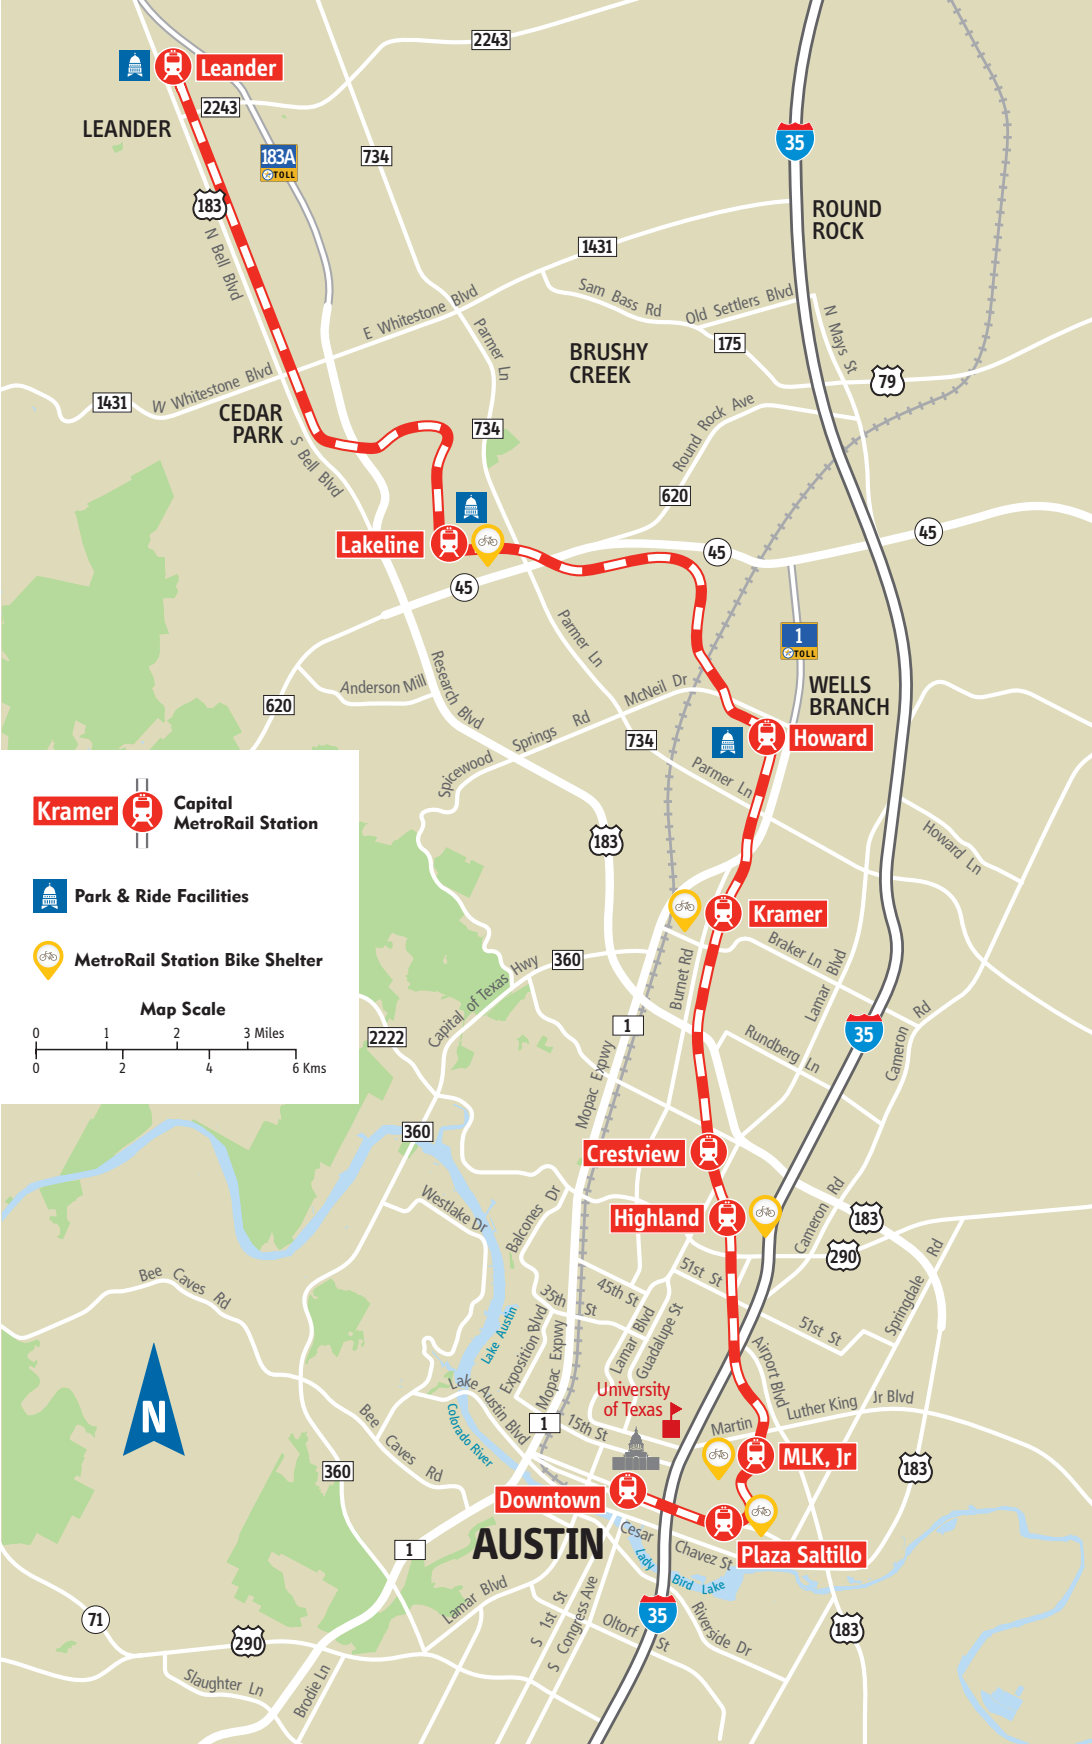 2243
Leander
2243
LEANDER
183A
TOLL
734
35
183
ROUND
ROCK
N Bell Blvd
1431
E Whitestone Blvd
Sam Bass Rd
Old Settlers Blvd
N Mays St
Parmer Ln
175
BRUSHY
CREEK
79
W Whitestone Blvd
1431
CEDAR
PARK
734
Round Rock Ave
S Bell Blvd
620
45
Lakeline
45
45
Parmer Ln
1
TOLL
Research Blvd
Anderson Mill
McNeil Dr
WELLS
BRANCH
620
Spicewood Springs Rd
734
Howard
Parmer Ln
Kramer
Capital
MetroRail Station
183
Howard Ln
Park & Ride Facilities
Kramer
MetroRail Station Bike Shelter
360
Capital of Texas Hwy
Burnet Rd
Braker Ln
Lamar Blvd
Map Scale
0 1 2 3 Miles
0 2 4 6 Kms
2222
1
35
Cameron Rd
Rundberg Ln
Mopac Expwy
360
Crestview
Westlake Dr
Balcones Dr
Highland
Cameron Rd
183
290
51st St
Springdale Rd
Bee Caves Rd
35th St
45th St
Lake Austin
Exposition Blvd
Mopac Expwy
Lamar Blvd
Guadalupe St
51st St
Airport Blvd
Lake Austin Blvd
University
of Texas
Martin Luther King Jr Blvd
N
Colorado River
Bee Caves Rd
1
15th St
MLK, Jr
183
360
Downtown
AUSTIN
Cesar Chavez St
Plaza Saltillo
1
Lady Bird Lake
Lamar Blvd
71
290
S 1st St
S Congress Ave
Oltorf St
35
Riverside Dr
183
Slaughter Ln
Brodie Ln